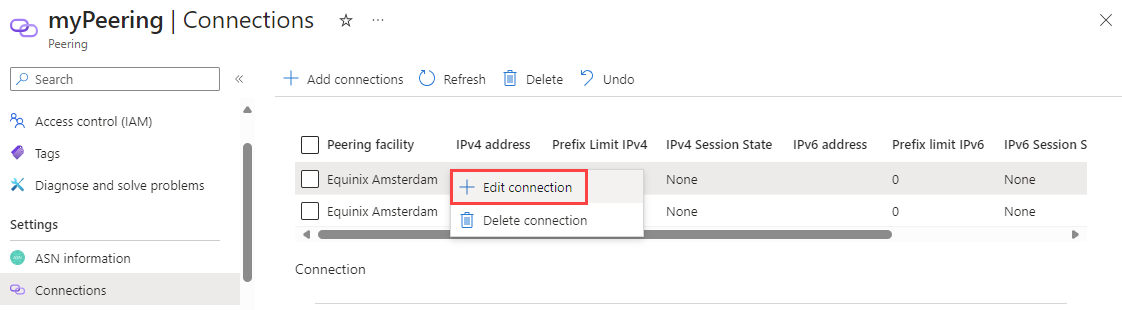 myPeering | Connections
Peering
Search
Add connections Refresh Delete Undo
Access control (IAM)
Tags
Diagnose and solve problems
Settings
ASN information
Connections
Peering facility IPv4 address Prefix Limit IPv4 IPv4 Session State IPv6 address Prefix limit IPv6 IPv6 Session S
Equinix Amsterdam None 0 None
Edit connection
Equinix Amsterdam None 0 None
Delete connection
Connection